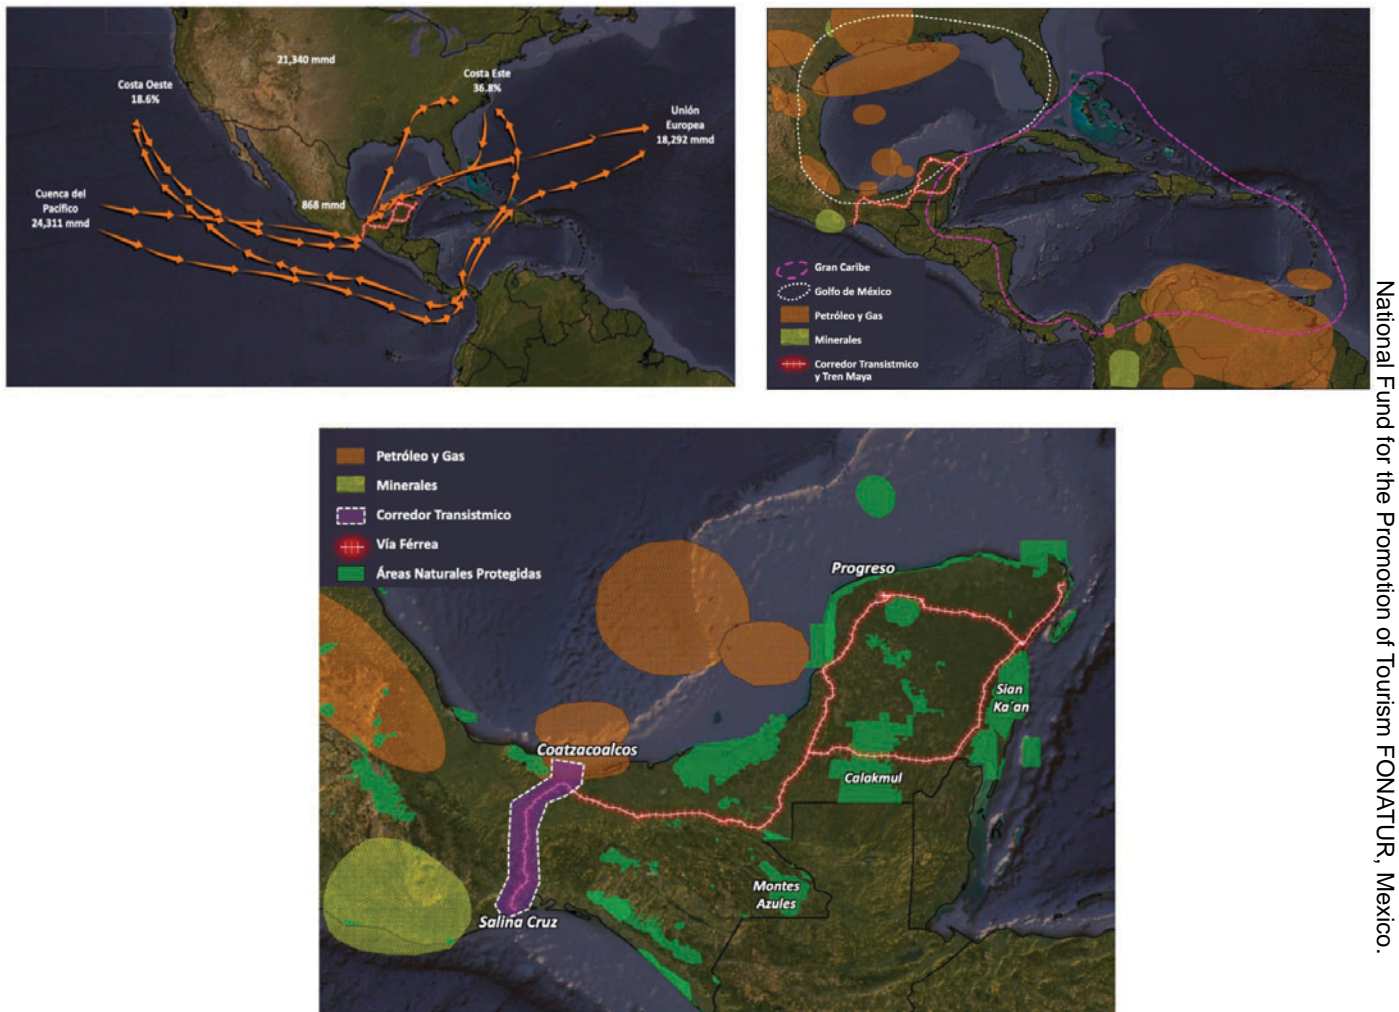 21,340 mmd
Costa Oeste
18.6%
Costa Este
36.8%
Unión
Europea
18,292 mmd
Cuenca del
Pacífico
24,311 mmd
868 mmd
Gran Caribe
Golfo de México
Petróleo y Gas
Minerales
Corredor Transístmico
y Tren Maya
Petróleo y Gas
Minerales
Corredor Transístmico
Vía Férrea
Áreas Naturales Protegidas
Progreso
Sian
Ka´an
Coatzacoalcos
Calakmul
Montes
Azules
Salina Cruz
National Fund for the Promotion of Tourism FONATUR, Mexico.